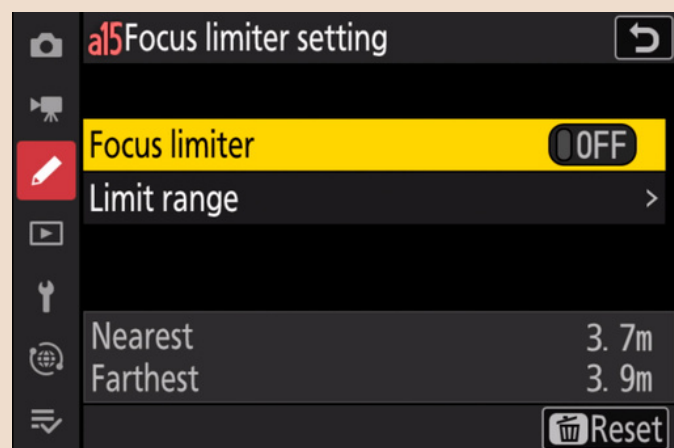 a15Focus limiter setting
Focus limiter OFF
Limit range >
Nearest 3. 7m
Farthest 3. 9m
Reset